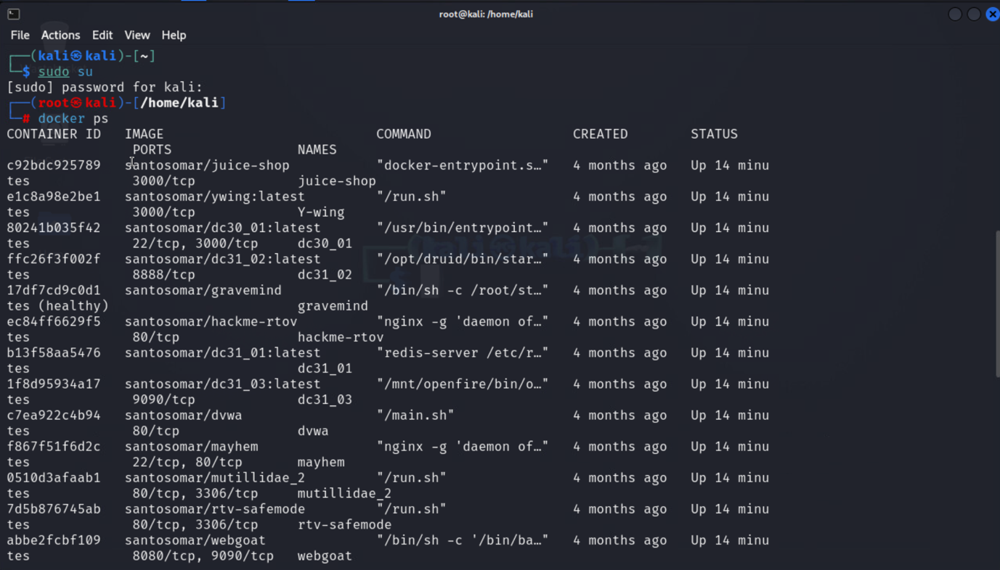 root@kali: /home/kali
File Actions Edit View Help
┌──(kali㉿kali)-[~]
└─$ sudo su
[sudo] password for kali:
┌──(root㉿kali)-[/home/kali]
└─# docker ps
CONTAINER ID   IMAGE                           COMMAND                  CREATED        STATUS
PORTS                NAMES
c92bdc925789   santosomar/juice-shop           "docker-entrypoint.s…"   4 months ago   Up 14 minu
tes             3000/tcp             juice-shop
e1c8a98e2be1   santosomar/ywing:latest         "/run.sh"                4 months ago   Up 14 minu
tes             3000/tcp             Y-wing
80241b035f42   santosomar/dc30_01:latest       "/usr/bin/entrypoint…"   4 months ago   Up 14 minu
tes             22/tcp, 3000/tcp     dc30_01
ffc26f3f002f   santosomar/dc31_02:latest       "/opt/druid/bin/star…"   4 months ago   Up 14 minu
tes             8888/tcp             dc31_02
17df7cd9c0d1   santosomar/gravemind            "/bin/sh -c /root/st…"   4 months ago   Up 14 minu
tes (healthy)                        gravemind
ec84ff6629f5   santosomar/hackme-rtov          "nginx -g 'daemon of…"   4 months ago   Up 14 minu
tes             80/tcp               hackme-rtov
b13f58aa5476   santosomar/dc31_01:latest       "redis-server /etc/r…"   4 months ago   Up 14 minu
tes                                  dc31_01
1f8d95934a17   santosomar/dc31_03:latest       "/mnt/openfire/bin/o…"   4 months ago   Up 14 minu
tes             9090/tcp             dc31_03
c7ea922c4b94   santosomar/dvwa                 "/main.sh"               4 months ago   Up 14 minu
tes             80/tcp               dvwa
f867f51f6d2c   santosomar/mayhem               "nginx -g 'daemon of…"   4 months ago   Up 14 minu
tes             22/tcp, 80/tcp       mayhem
0510d3afaab1   santosomar/mutillidae_2         "/run.sh"                4 months ago   Up 14 minu
tes             80/tcp, 3306/tcp     mutillidae_2
7d5b876745ab   santosomar/rtv-safemode         "/run.sh"                4 months ago   Up 14 minu
tes             80/tcp, 3306/tcp     rtv-safemode
abbe2fcbf109   santosomar/webgoat              "/bin/sh -c '/bin/ba…"   4 months ago   Up 14 minu
tes             8080/tcp, 9090/tcp   webgoat